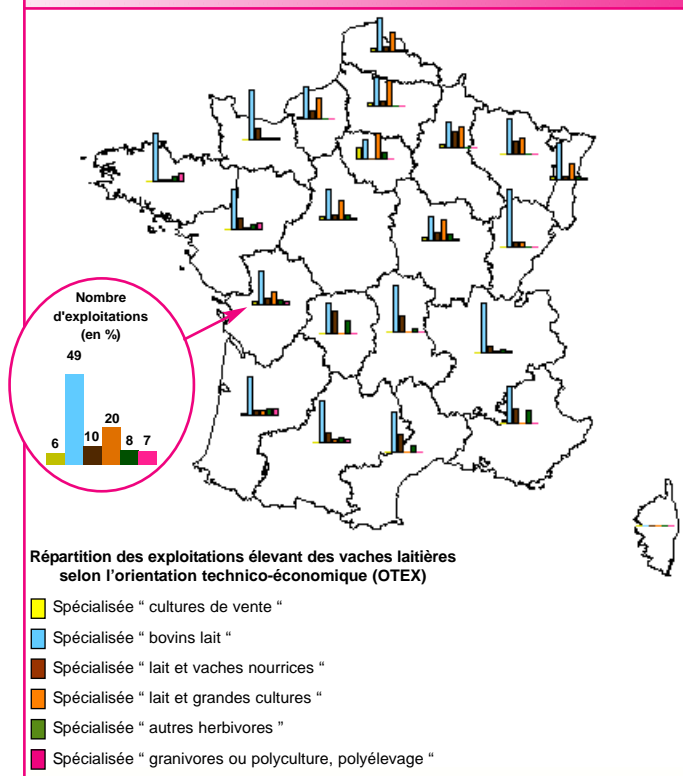 Nombre
d'exploitations
(en %)
49
6
10
20
8
7
Répartition des exploitations élevant des vaches laitières
selon l'orientation technico-économique (OTEX)
Spécialisée “ cultures de vente “
Spécialisée “ bovins lait “
Spécialisée “ lait et vaches nourrices “
Spécialisée “ lait et grandes cultures “
Spécialisée “ autres herbivores ”
Spécialisée “ granivores ou polyculture, polyélevage “